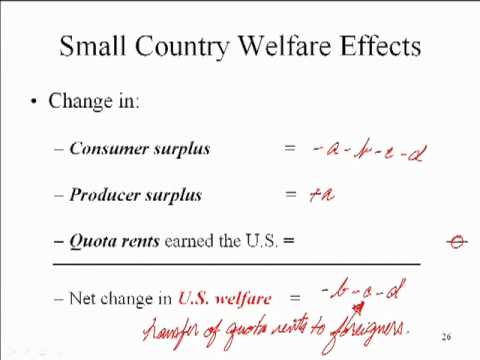 Small Country Welfare Effects
• Change in:
– Consumer surplus = -a-b-c-d
– Producer surplus = +a
– Quota rents earned the U.S. = 0
– Net change in U.S. welfare = -b-c-d
transfer of quota rents to foreigners.
26